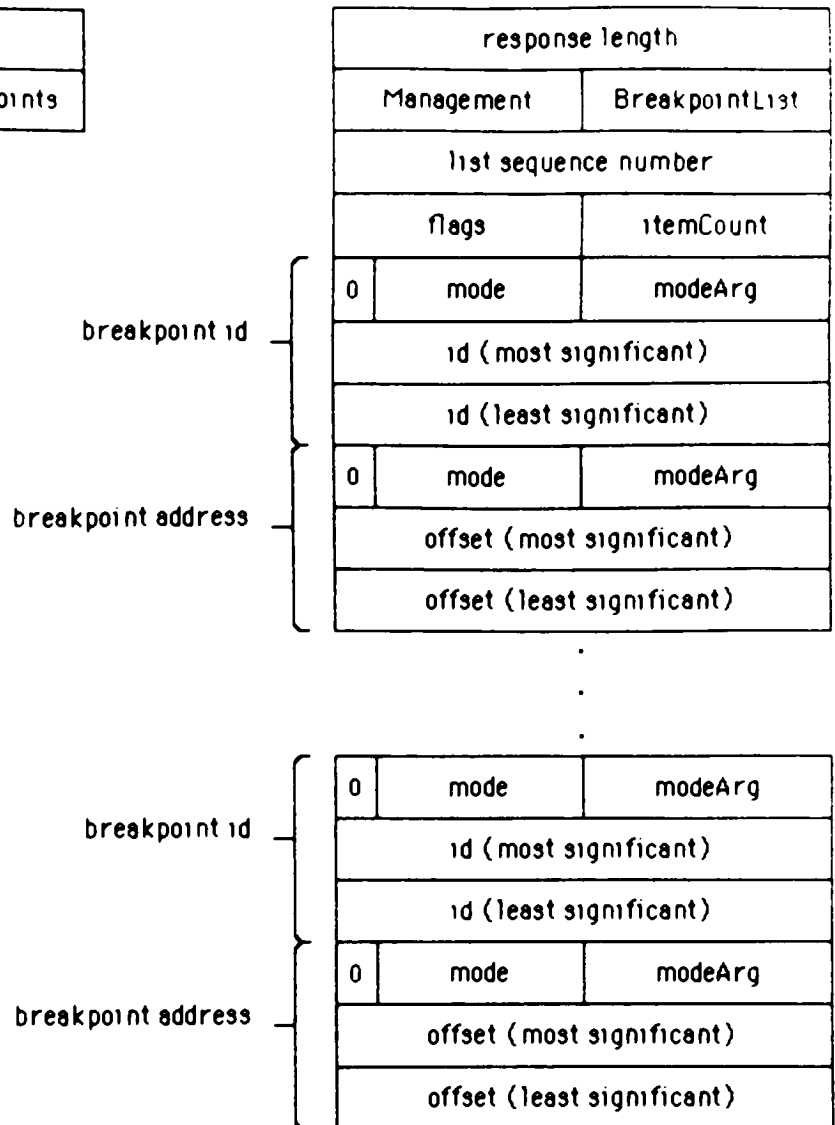 oints
response length
Management BreakpointList
list sequence number
flags itemCount
breakpoint id
0 mode modeArg
id (most significant)
id (least significant)
breakpoint address
0 mode modeArg
offset (most significant)
offset (least significant)
.
.
.
breakpoint id
0 mode modeArg
id (most significant)
id (least significant)
breakpoint address
0 mode modeArg
offset (most significant)
offset (least significant)